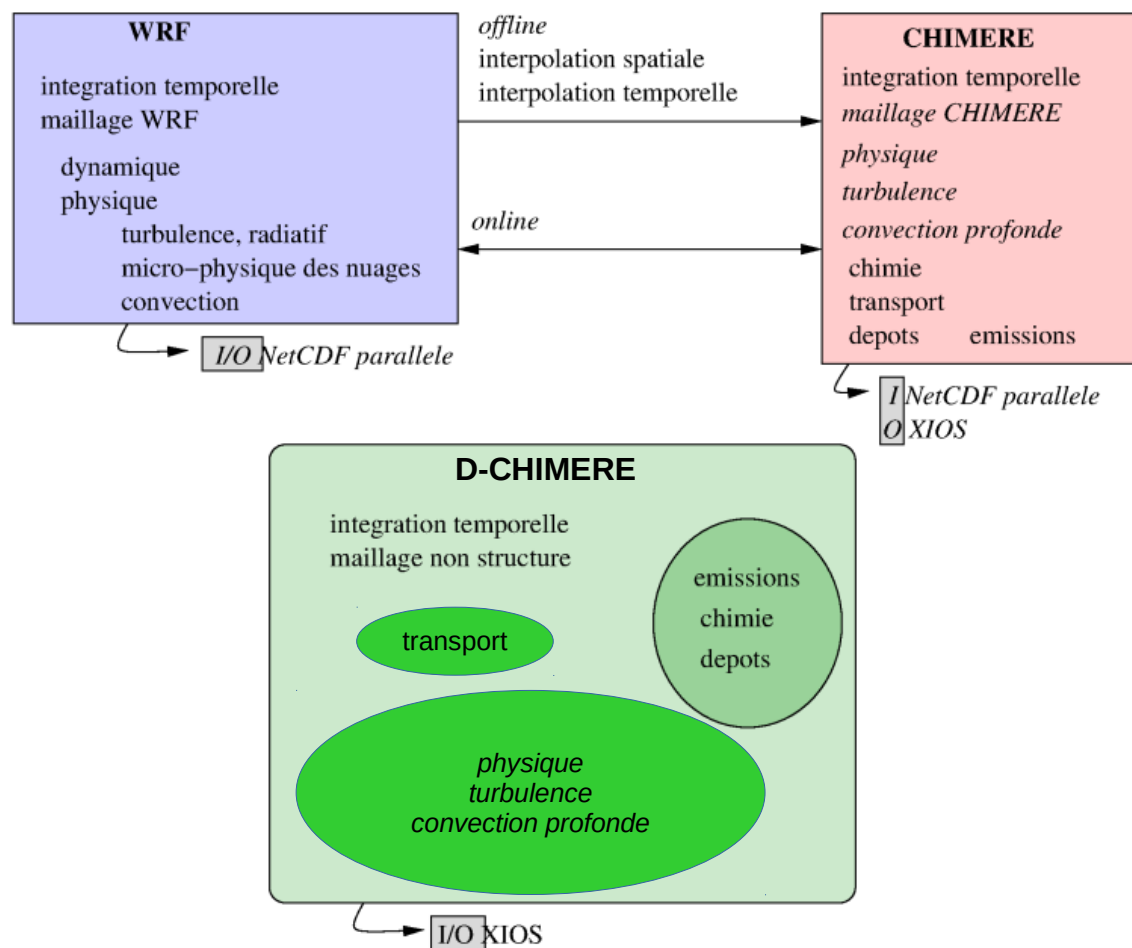 WRF
integration temporelle
maillage WRF
dynamique
physique
turbulence, radiatif
micro−physique des nuages
convection
I/O NetCDF parallele
offline
interpolation spatiale
interpolation temporelle
online
CHIMERE
integration temporelle
maillage CHIMERE
physique
turbulence
convection profonde
chimie
transport
depots emissions
I NetCDF parallele
O XIOS
D-CHIMERE
integration temporelle
maillage non structure
emissions
chimie
depots
transport
physique
turbulence
convection profonde
I/O XIOS